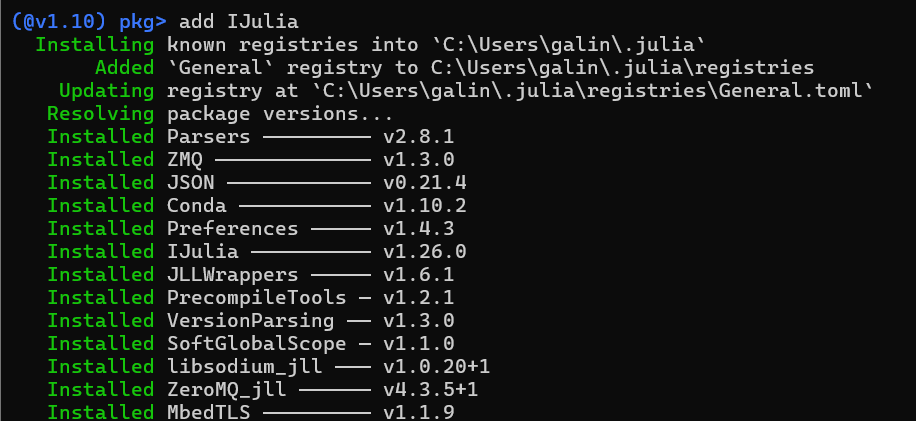 (@v1.10) pkg> add IJulia
Installing known registries into `C:\Users\galin\.julia`
Added `General` registry to C:\Users\galin\.julia\registries
Updating registry at `C:\Users\galin\.julia\registries\General.toml`
Resolving package versions...
Installed Parsers ───────── v2.8.1
Installed ZMQ ───────────── v1.3.0
Installed JSON ──────────── v0.21.4
Installed Conda ─────────── v1.10.2
Installed Preferences ───── v1.4.3
Installed IJulia ────────── v1.26.0
Installed JLLWrappers ───── v1.6.1
Installed PrecompileTools ─ v1.2.1
Installed VersionParsing ── v1.3.0
Installed SoftGlobalScope ─ v1.1.0
Installed libsodium_jll ─── v1.0.20+1
Installed ZeroMQ_jll ────── v4.3.5+1
Installed MbedTLS ───────── v1.1.9